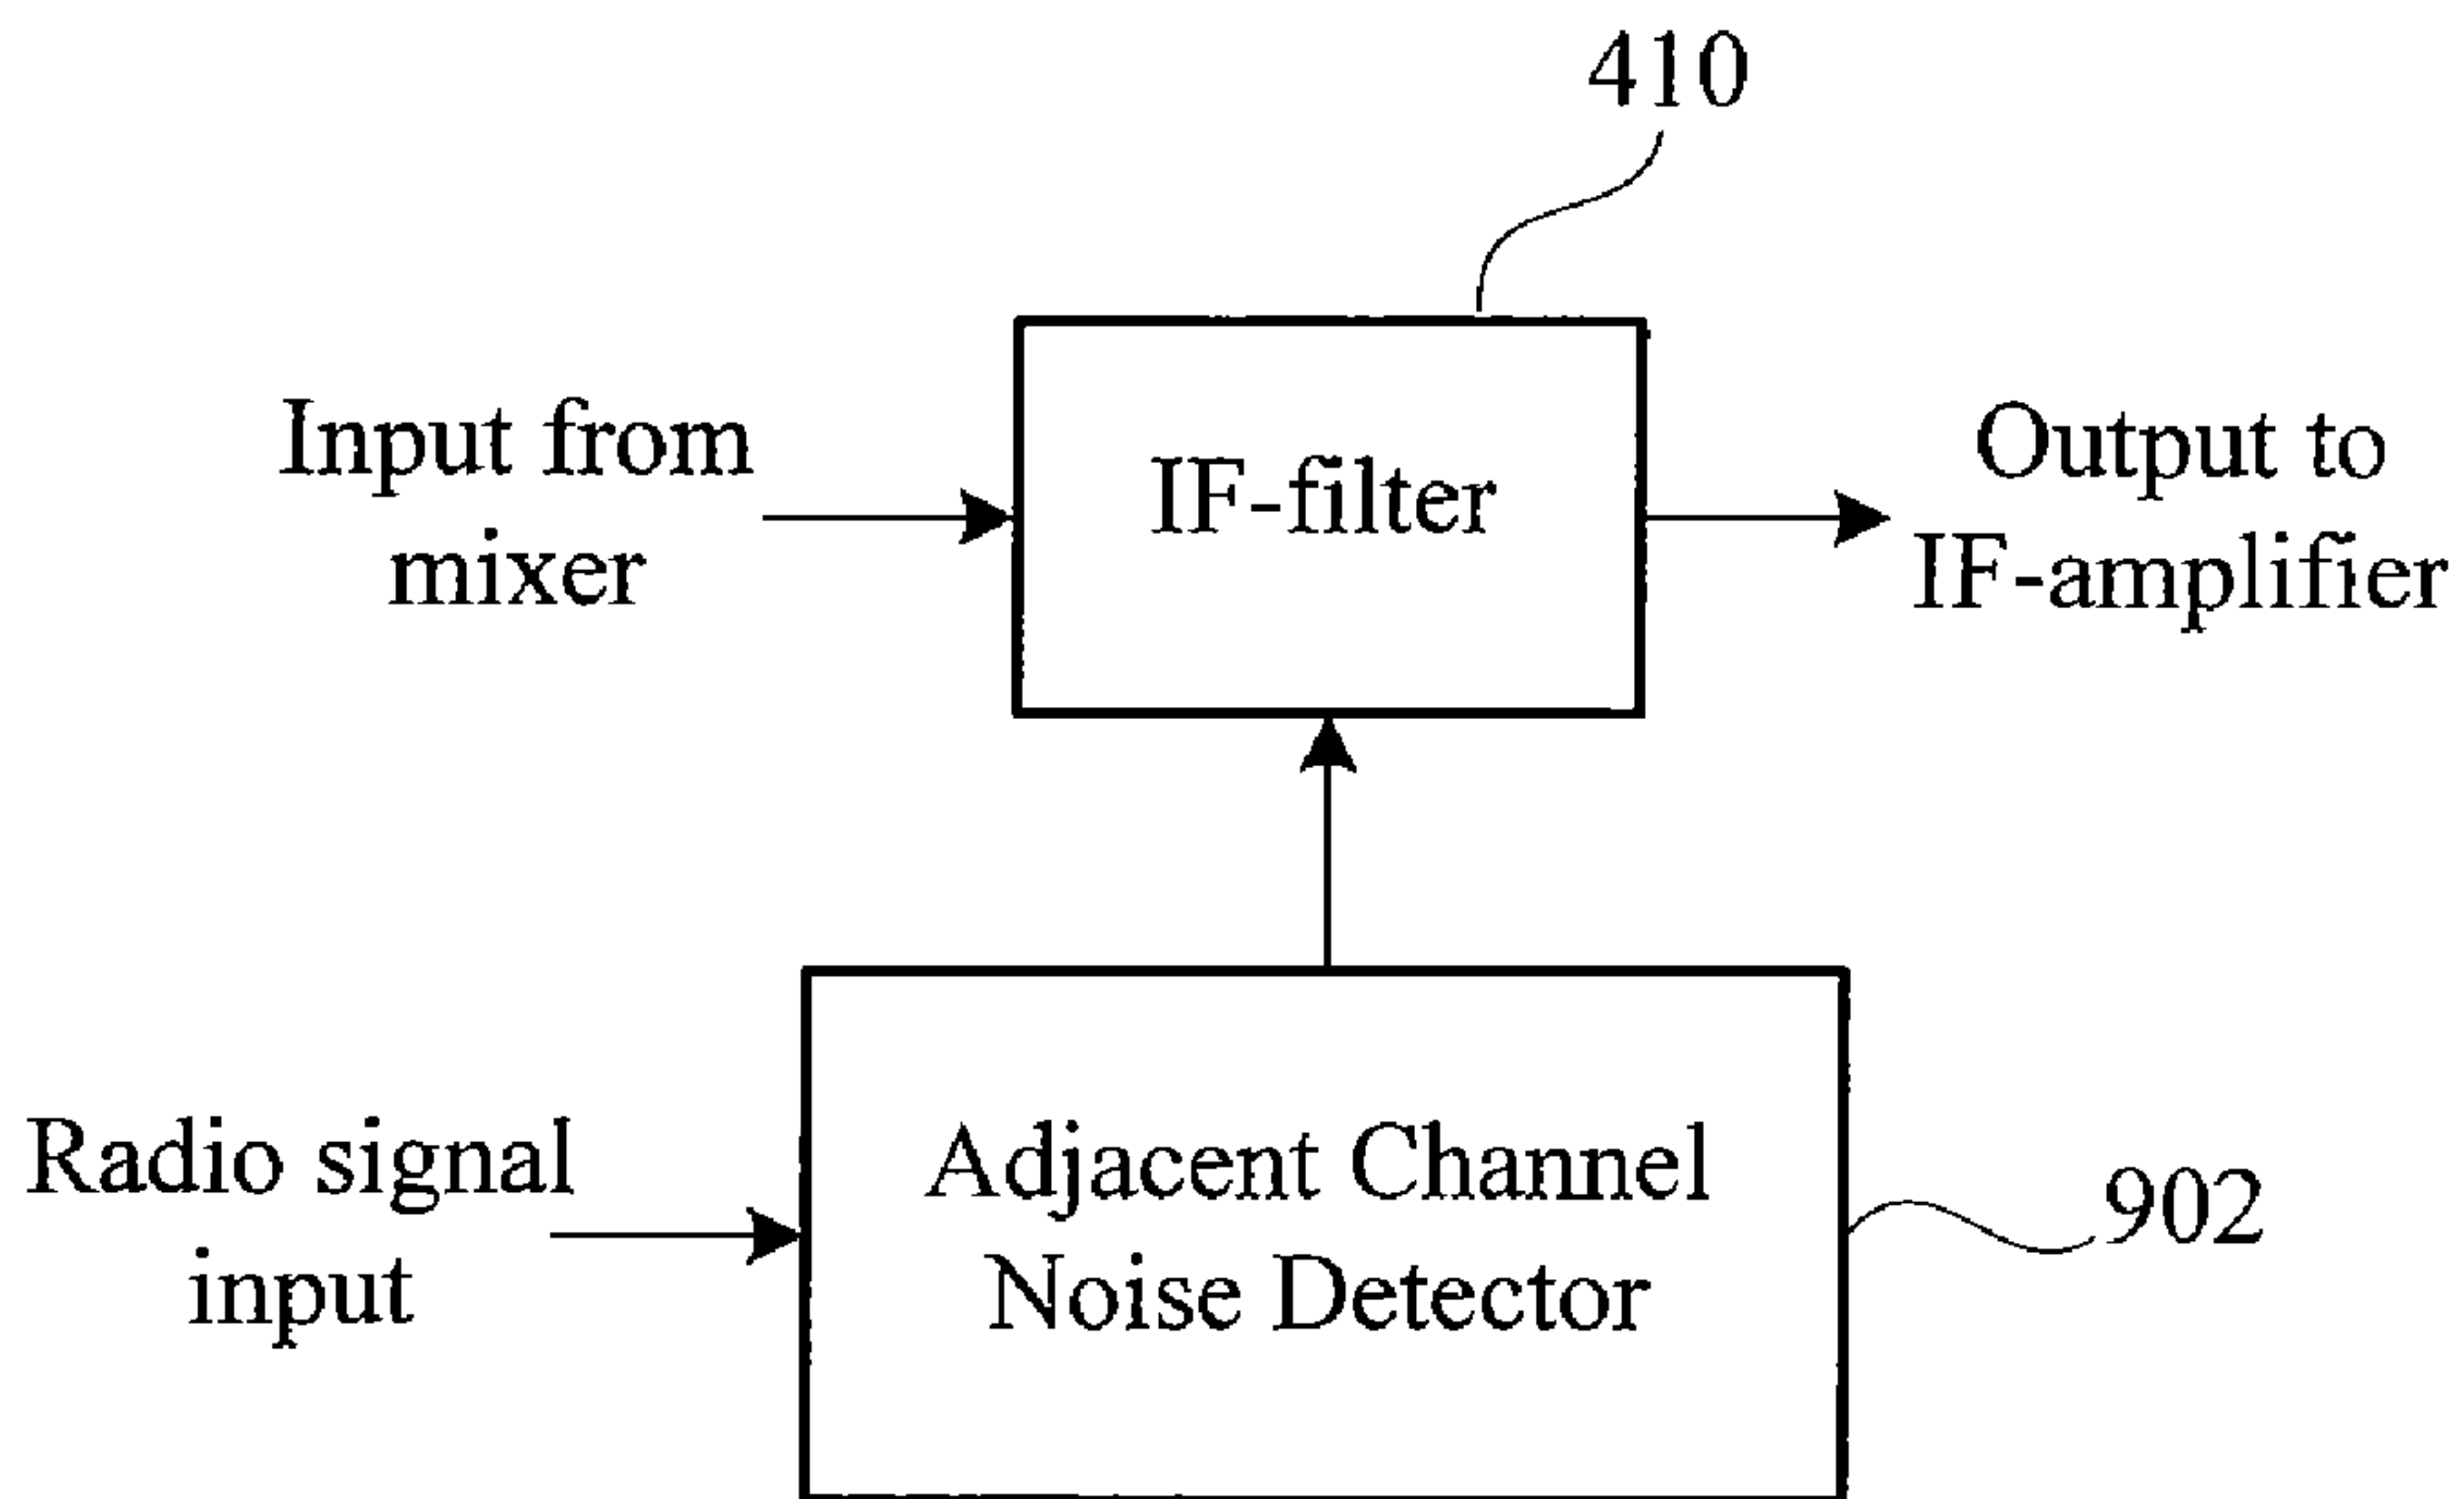 410
Input from
mixer
IF-filter
Output to
IF-amplifier
Radio signal
input
Adjacent Channel
Noise Detector
902